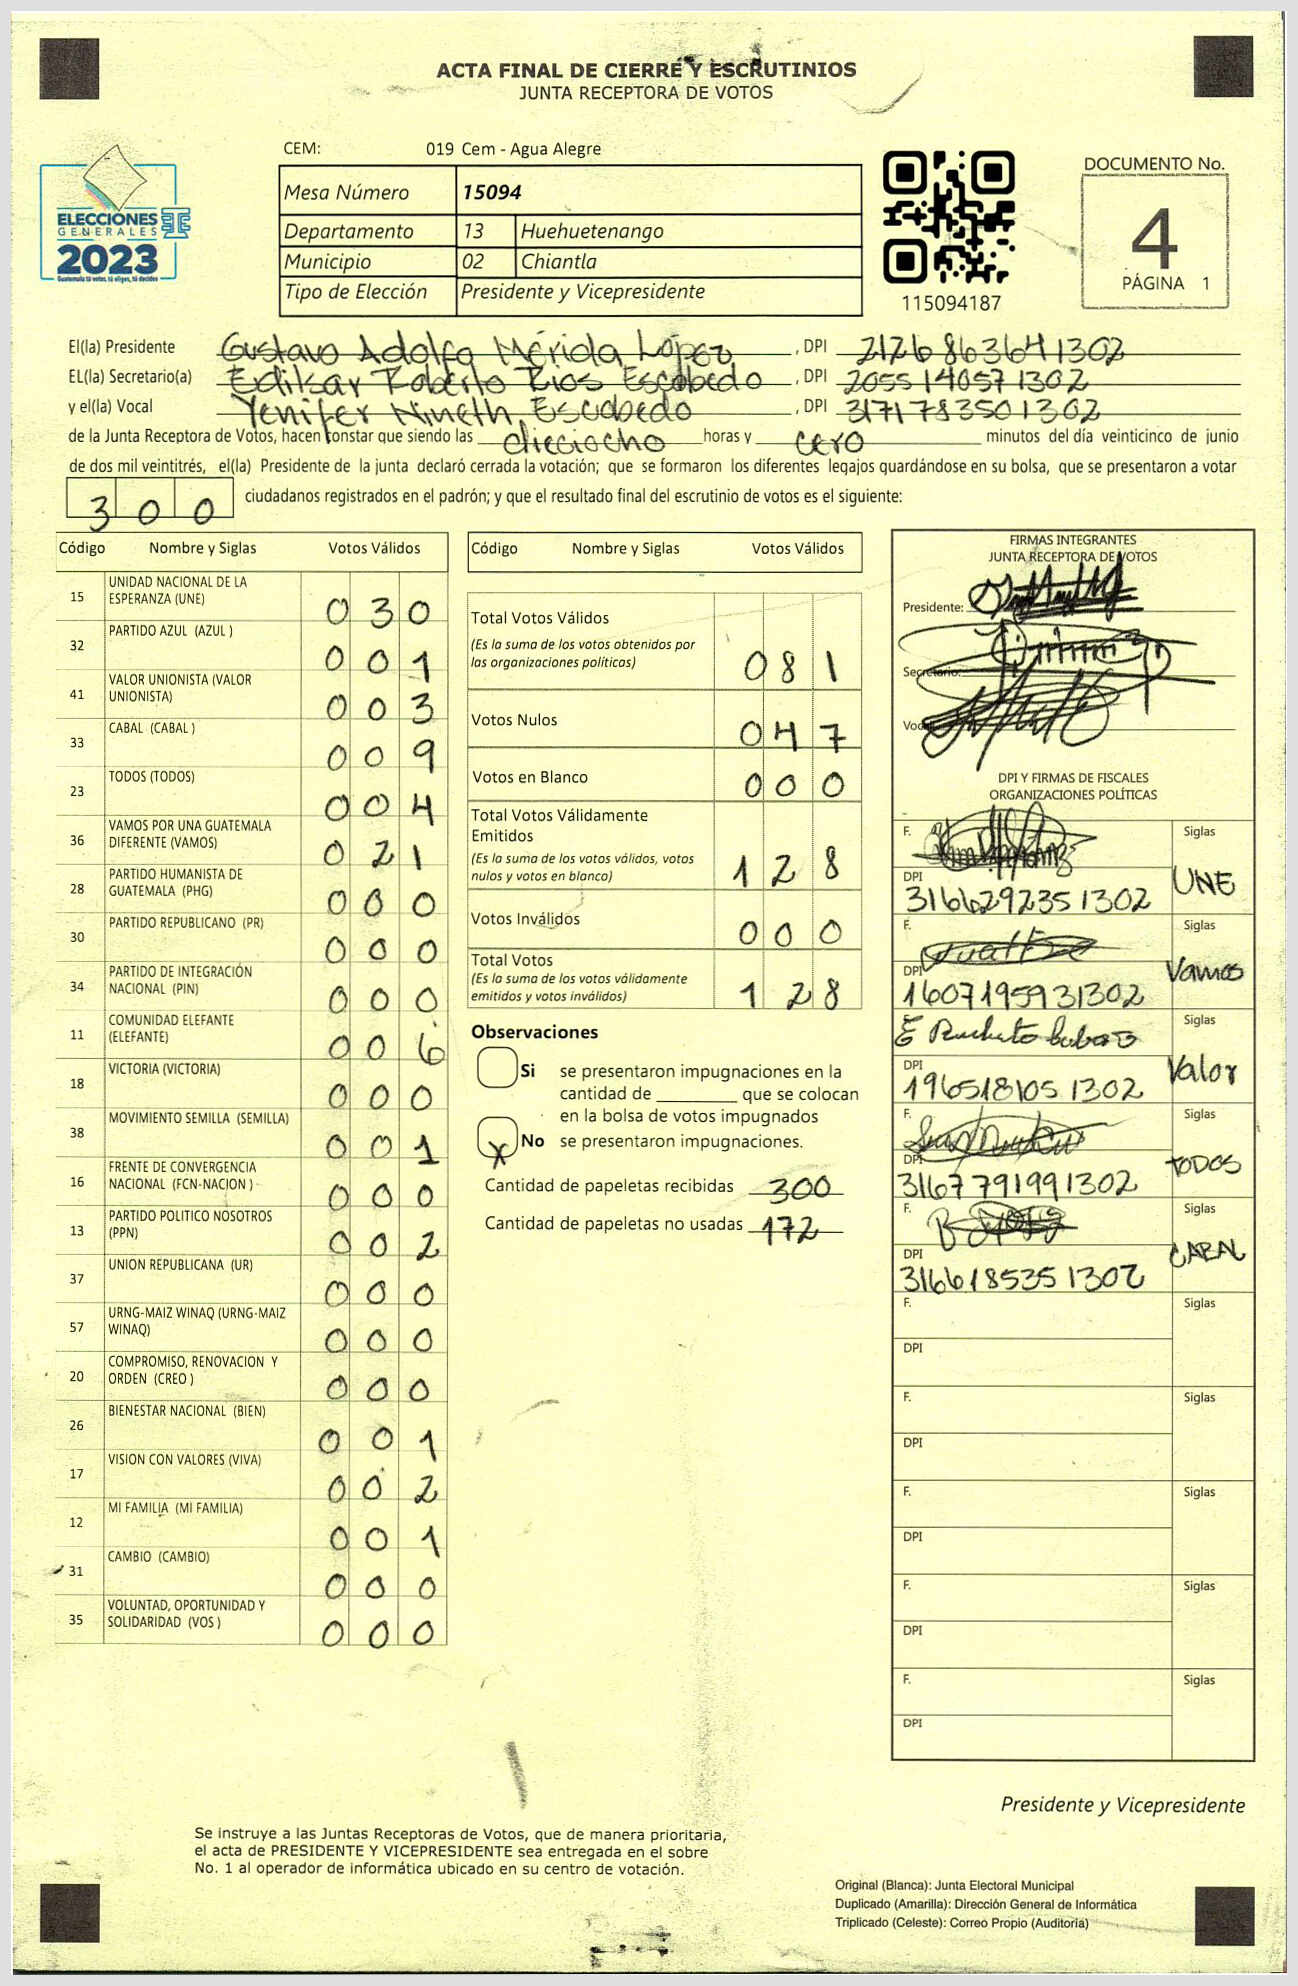 ACTA FINAL DE CIERRE Y ESCRUTINIOS
JUNTA RECEPTORA DE VOTOS
CEM: 019 Cem - Agua Alegre
ELECCIONES
GENERALES
2023
Guatemala tú votas, tú eliges, tú decides
Mesa Número 15094
Departamento 13 Huehuetenango
Municipio 02 Chiantla
Tipo de Elección Presidente y Vicepresidente
115094187
DOCUMENTO No.
4
PÁGINA 1
El(la) Presidente Gustavo Adolfo Mérida López, DPI 2126863641302
EL(la) Secretario(a) Edilsar Roberto Rios Escobedo, DPI 2055140571302
y el(la) Vocal Yenifer Nineth Escobedo, DPI 3171783501302
de la Junta Receptora de Votos, hacen constar que siendo las dieciocho horas y cero minutos del día veinticinco de junio
de dos mil veintitrés, el(la) Presidente de la junta declaró cerrada la votación; que se formaron los diferentes legajos guardándose en su bolsa, que se presentaron a votar
300 ciudadanos registrados en el padrón; y que el resultado final del escrutinio de votos es el siguiente:
Código Nombre y Siglas Votos Válidos
15 UNIDAD NACIONAL DE LA ESPERANZA (UNE) 030
32 PARTIDO AZUL (AZUL ) 001
41 VALOR UNIONISTA (VALOR UNIONISTA) 003
33 CABAL (CABAL ) 009
23 TODOS (TODOS) 004
36 VAMOS POR UNA GUATEMALA DIFERENTE (VAMOS) 021
28 PARTIDO HUMANISTA DE GUATEMALA (PHG) 000
30 PARTIDO REPUBLICANO (PR) 000
34 PARTIDO DE INTEGRACIÓN NACIONAL (PIN) 000
11 COMUNIDAD ELEFANTE (ELEFANTE) 006
18 VICTORIA (VICTORIA) 000
38 MOVIMIENTO SEMILLA (SEMILLA) 001
16 FRENTE DE CONVERGENCIA NACIONAL (FCN-NACION ) 000
13 PARTIDO POLITICO NOSOTROS (PPN) 002
37 UNION REPUBLICANA (UR) 000
57 URNG-MAIZ WINAQ (URNG-MAIZ WINAQ) 000
20 COMPROMISO, RENOVACION Y ORDEN (CREO ) 000
26 BIENESTAR NACIONAL (BIEN) 001
17 VISION CON VALORES (VIVA) 002
12 MI FAMILIA (MI FAMILIA) 001
31 CAMBIO (CAMBIO) 000
35 VOLUNTAD, OPORTUNIDAD Y SOLIDARIDAD (VOS ) 000
Código Nombre y Siglas Votos Válidos
Total Votos Válidos
(Es la suma de los votos obtenidos por
las organizaciones políticas) 081
Votos Nulos 047
Votos en Blanco 000
Total Votos Válidamente
Emitidos
(Es la suma de los votos válidos, votos
nulos y votos en blanco) 128
Votos Inválidos 000
Total Votos
(Es la suma de los votos válidamente
emitidos y votos inválidos) 128
Observaciones
Si se presentaron impugnaciones en la
cantidad de ________ que se colocan
en la bolsa de votos impugnados
X No se presentaron impugnaciones.
Cantidad de papeletas recibidas 300
Cantidad de papeletas no usadas 172
FIRMAS INTEGRANTES
JUNTA RECEPTORA DE VOTOS
Presidente:
Secretario:
DPI Y FIRMAS DE FISCALES
ORGANIZACIONES POLÍTICAS
F. Siglas
DPI 3166292351302 UNE
F. Siglas
DPI 1607195931302 Vamos
Siglas
DPI 1965181051302 Valor
F. Siglas
DPI 3167791991302 TODOS
F. Siglas
DPI 3166185351302 CABAL
F. Siglas
DPI
F. Siglas
DPI
F. Siglas
DPI
F. Siglas
DPI
F. Siglas
DPI
Presidente y Vicepresidente
Se instruye a las Juntas Receptoras de Votos, que de manera prioritaria,
el acta de PRESIDENTE Y VICEPRESIDENTE sea entregada en el sobre
No. 1 al operador de informática ubicado en su centro de votación.
Original (Blanca): Junta Electoral Municipal
Duplicado (Amarilla): Dirección General de Informática
Triplicado (Celeste): Correo Propio (Auditoría)